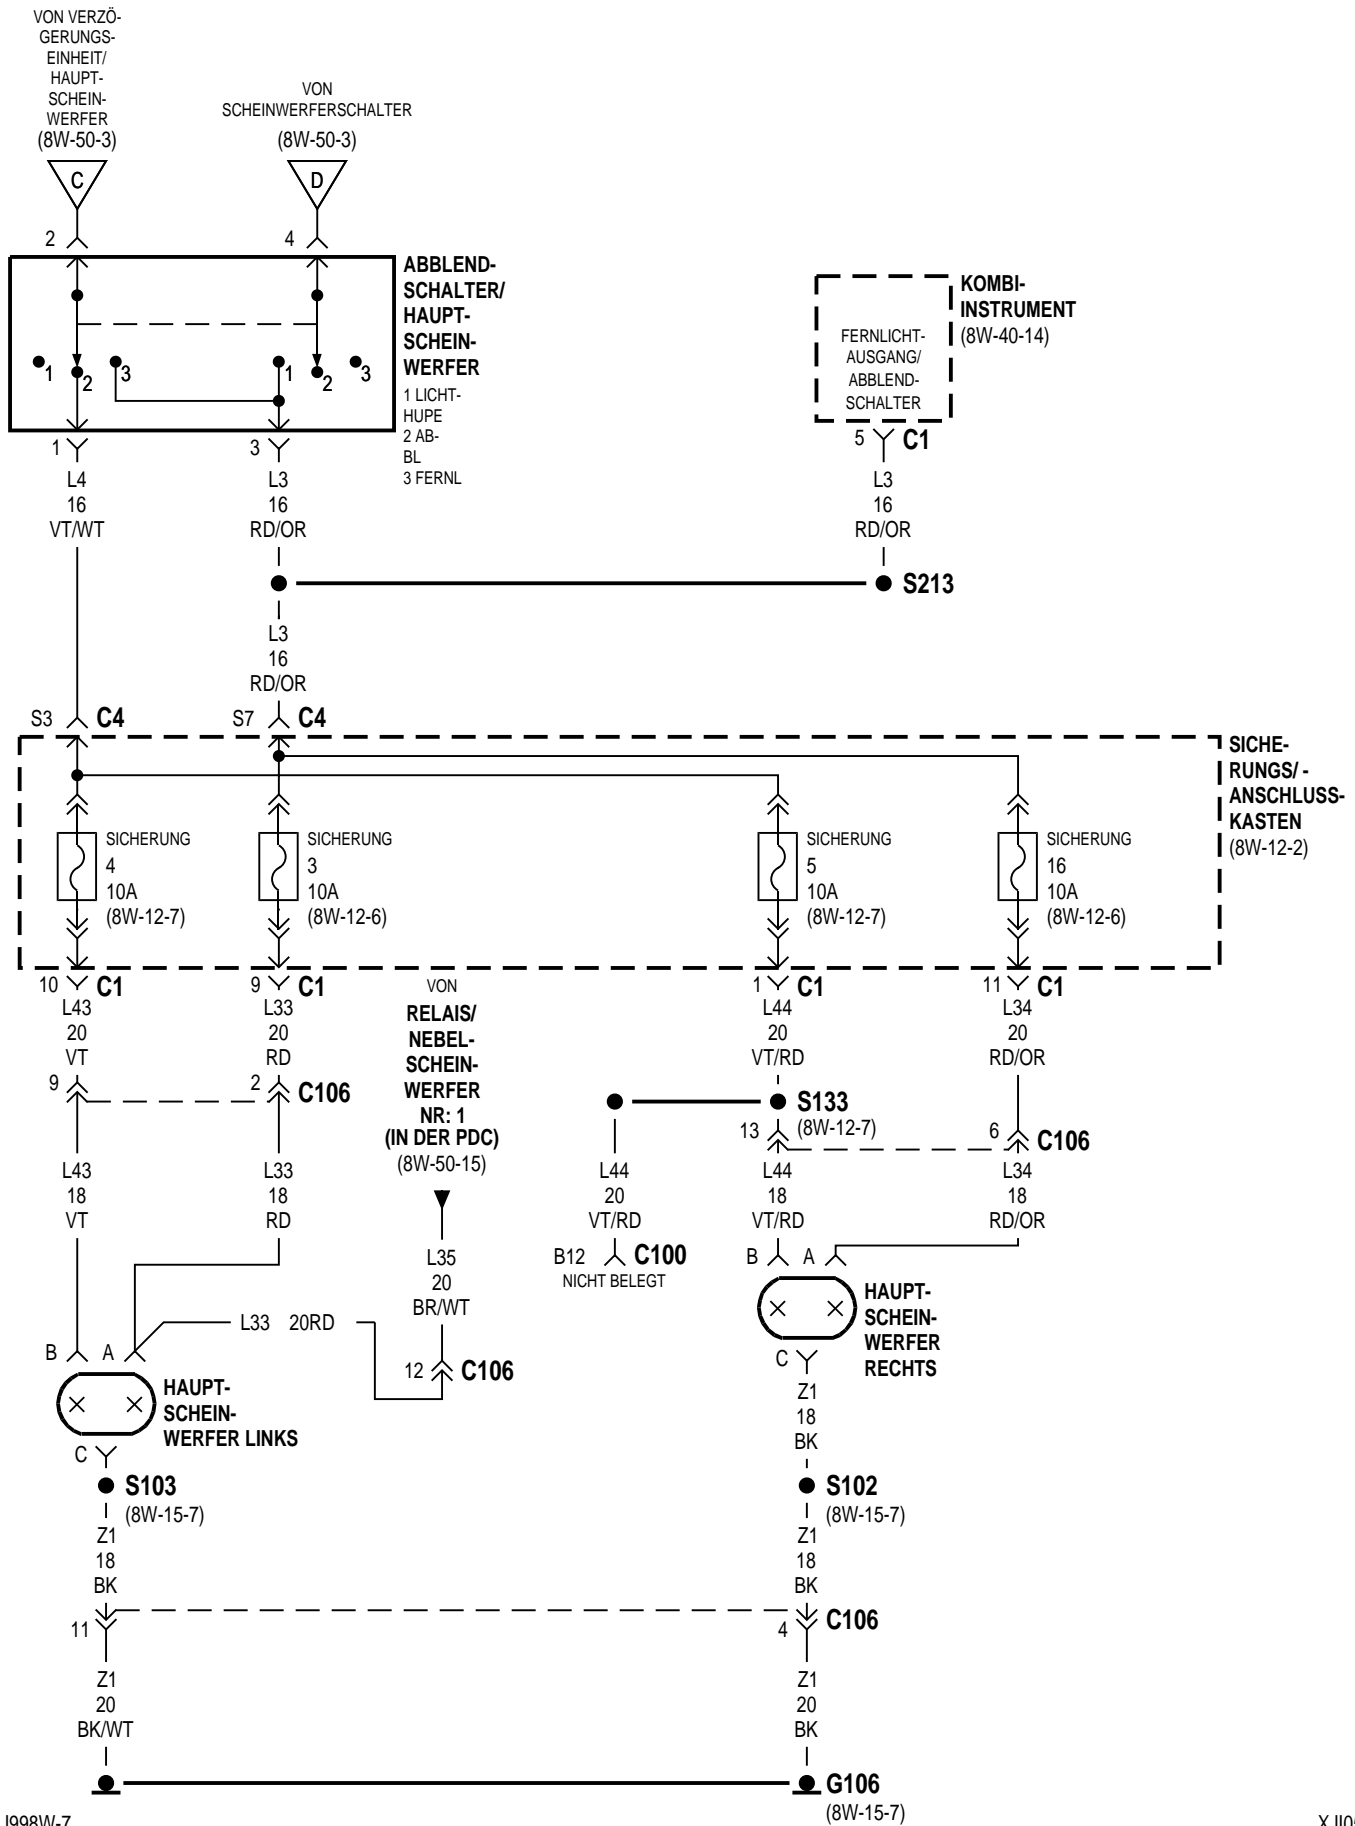 VON VERZÖ-
GERUNGS-
EINHEIT/
HAUPT-
SCHEIN-
WERFER
(8W-50-3)
VON
SCHEINWERFERSCHALTER
(8W-50-3)
C
D
2
4
ABBLEND-
SCHALTER/
HAUPT-
SCHEIN-
WERFER
1 LICHT-
HUPE
2 AB-
BL
3 FERNL
1
2
3
1
2
3
KOMBI-
INSTRUMENT
(8W-40-14)
FERNLICHT-
AUSGANG/
ABBLEND-
SCHALTER
1
3
5
C1
L4
16
VT/WT
L3
16
RD/OR
L3
16
RD/OR
S213
L3
16
RD/OR
S3
C4
S7
C4
SICHE-
RUNGS/ -
ANSCHLUSS-
KASTEN
(8W-12-2)
SICHERUNG
4
10A
(8W-12-7)
SICHERUNG
3
10A
(8W-12-6)
SICHERUNG
5
10A
(8W-12-7)
SICHERUNG
16
10A
(8W-12-6)
10
C1
9
C1
1
C1
11
C1
L43
20
VT
L33
20
RD
VON
RELAIS/
NEBEL-
SCHEIN-
WERFER
NR: 1
(IN DER PDC)
(8W-50-15)
L44
20
VT/RD
L34
20
RD/OR
9
2
C106
S133
(8W-12-7)
13
6
C106
L43
18
VT
L33
18
RD
L44
20
VT/RD
L44
18
VT/RD
L34
18
RD/OR
L35
20
BR/WT
B12
C100
NICHT BELEGT
B
A
HAUPT-
SCHEIN-
WERFER
RECHTS
L33 20RD
B
A
12
C106
C
HAUPT-
SCHEIN-
WERFER LINKS
Z1
18
BK
C
S103
(8W-15-7)
S102
(8W-15-7)
Z1
18
BK
Z1
18
BK
11
4
C106
Z1
20
BK/WT
Z1
20
BK
G106
(8W-15-7)
J998W-7